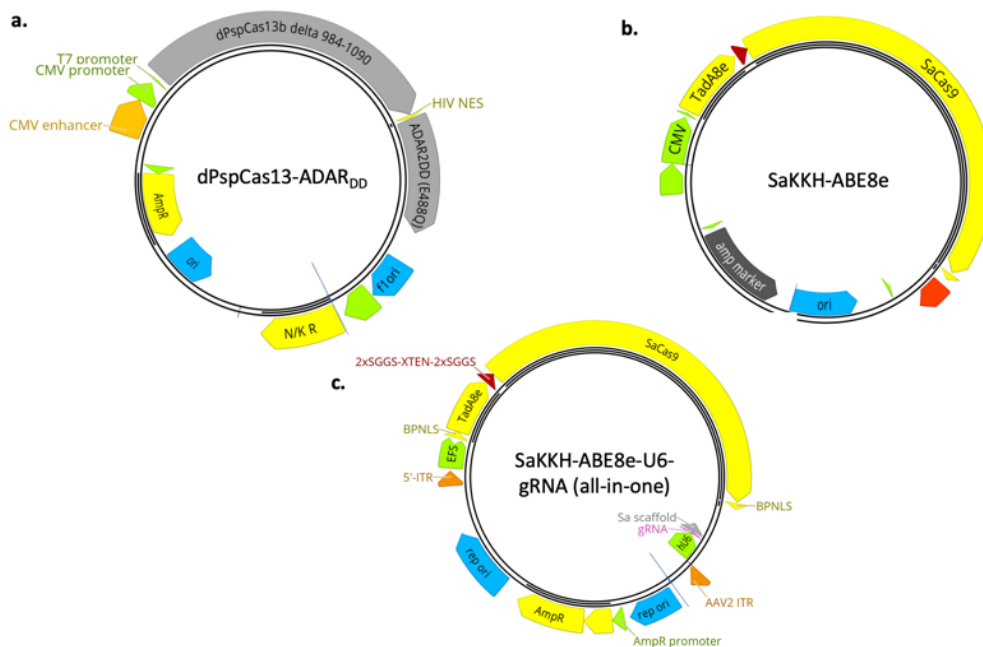 a.
dPspCas13b delta 984-1090
T7 promoter
CMV promoter
CMV enhancer
HIV NES
ADAR2DD (E488Q)
dPspCas13-ADARDD
AmpR
ori
f1 ori
N/K R
b.
TadA8e
SaCas9
CMV
SaKKH-ABE8e
amp marker
ori
c.
2xSGGS-XTEN-2xSGGS
SaCas9
TadA8e
BPNLS
EFS
5'-ITR
SaKKH-ABE8e-U6-
gRNA (all-in-one)
BPNLS
Sa scaffold
gRNA
hU6
AAV2 ITR
rep ori
AmpR
rep ori
AmpR promoter